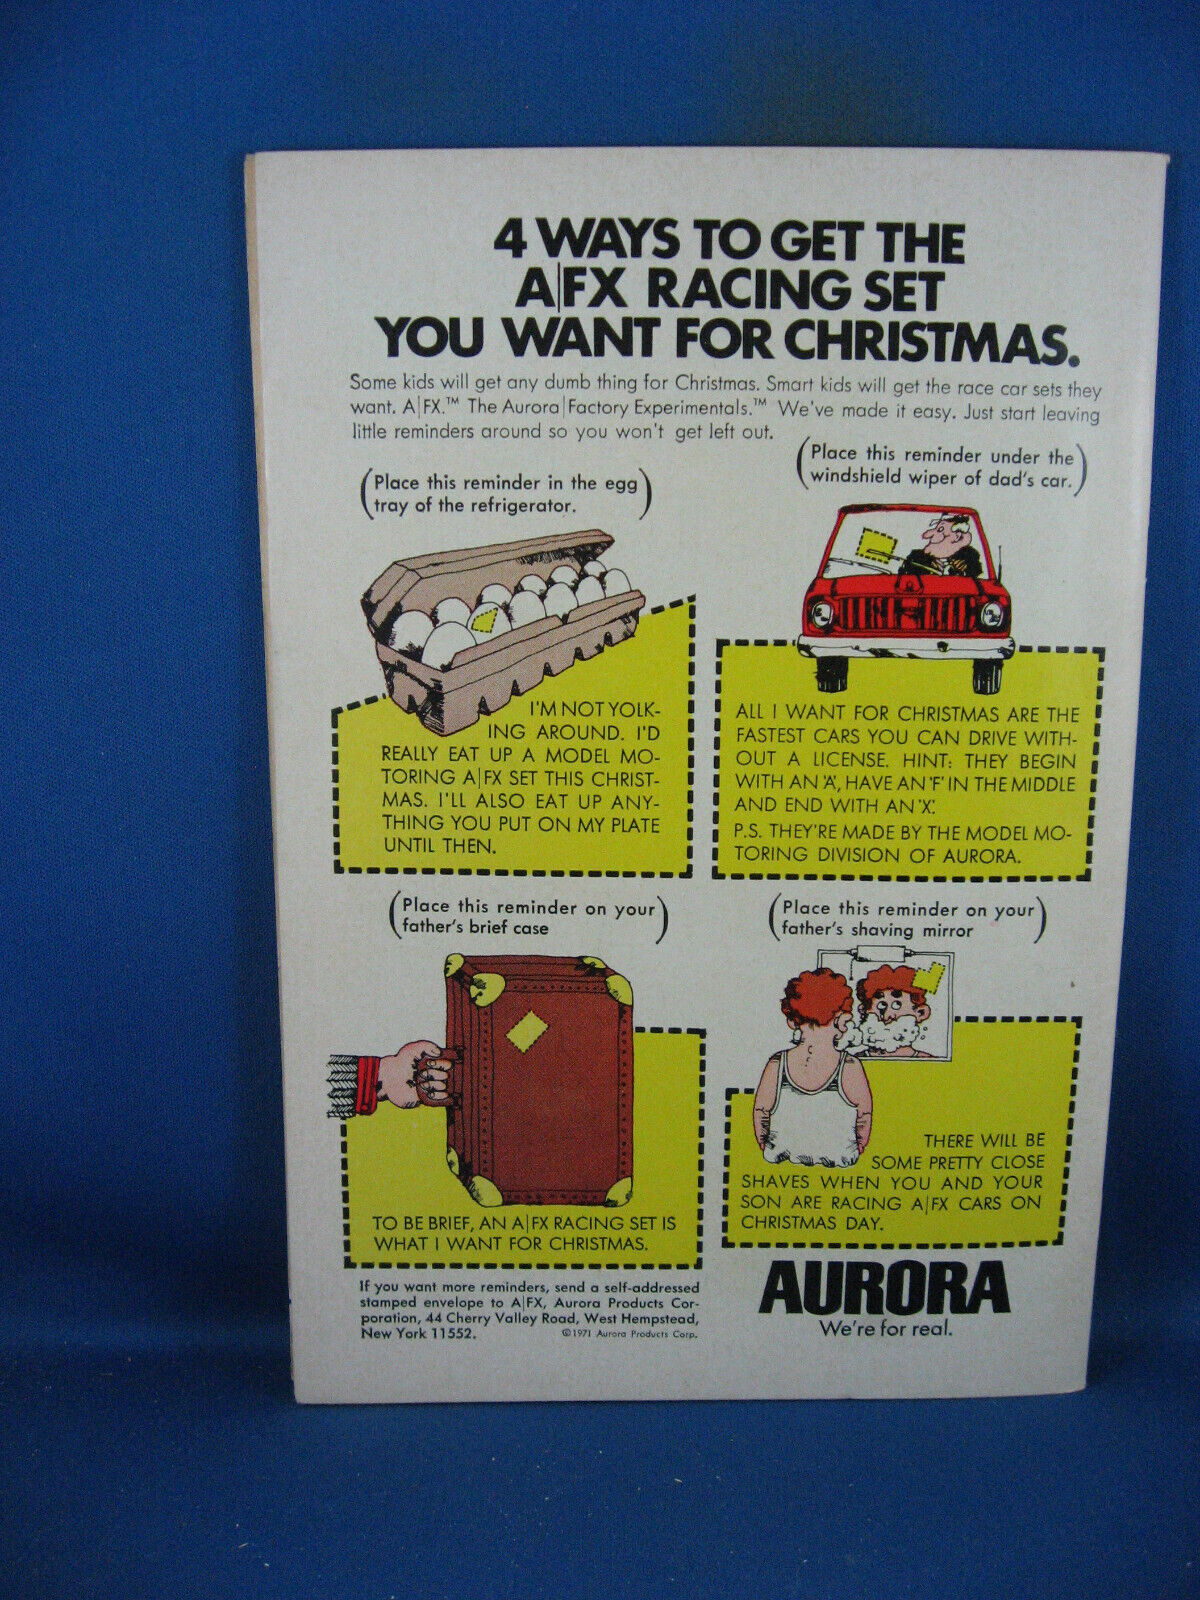 4 WAYS TO GET THE
A|FX RACING SET
YOU WANT FOR CHRISTMAS.
Some kids will get any dumb thing for Christmas. Smart kids will get the race car sets they
want. A|FX.™ The Aurora|Factory Experimentals.™ We've made it easy. Just start leaving
little reminders around so you won't get left out.
(Place this reminder in the egg
tray of the refrigerator.)
(Place this reminder under the
windshield wiper of dad's car.)
I'M NOT YOLK-
ING AROUND. I'D
REALLY EAT UP A MODEL MO-
TORING A|FX SET THIS CHRIST-
MAS. I'LL ALSO EAT UP ANY-
THING YOU PUT ON MY PLATE
UNTIL THEN.
ALL I WANT FOR CHRISTMAS ARE THE
FASTEST CARS YOU CAN DRIVE WITH-
OUT A LICENSE. HINT: THEY BEGIN
WITH AN 'A', HAVE AN 'F' IN THE MIDDLE
AND END WITH AN 'X'.
P.S. THEY'RE MADE BY THE MODEL MO-
TORING DIVISION OF AURORA.
(Place this reminder on your
father's brief case)
(Place this reminder on your
father's shaving mirror)
TO BE BRIEF, AN A|FX RACING SET IS
WHAT I WANT FOR CHRISTMAS.
THERE WILL BE
SOME PRETTY CLOSE
SHAVES WHEN YOU AND YOUR
SON ARE RACING A|FX CARS ON
CHRISTMAS DAY.
If you want more reminders, send a self-addressed
stamped envelope to A|FX, Aurora Products Cor-
poration, 44 Cherry Valley Road, West Hempstead,
New York 11552. ©1971 Aurora Products Corp.
AURORA
We're for real.